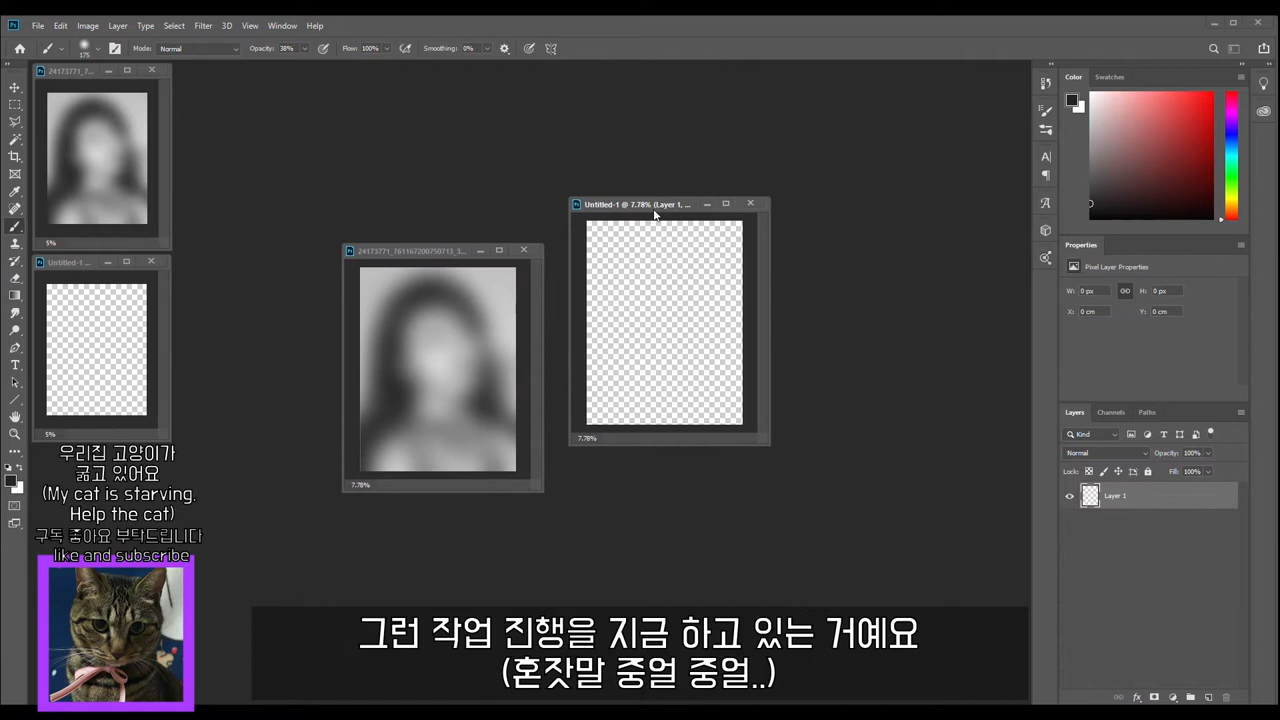 Ps File Edit Image Layer Type Select Filter 3D View Window Help
175 Mode: Normal Opacity: 38% Flow: 100% Smoothing: 0%
24173771_7...
5%
Untitled-1 ...
5%
24173771_761167200750713_3...
7.78%
Untitled-1 @ 7.78% (Layer 1, ...
7.78%
Color Swatches
Properties
Pixel Layer Properties
W: 0 px H: 0 px
X: 0 cm Y: 0 cm
Layers Channels Paths
Kind
Normal Opacity: 100%
Lock: Fill: 100%
Layer 1
fx
우리집 고양이가
굶고 있어요
(My cat is starving.
Help the cat)
구독 좋아요 부탁드립니다
like and subscribe
그런 작업 진행을 지금 하고 있는 거예요
(혼잣말 중얼 중얼..)